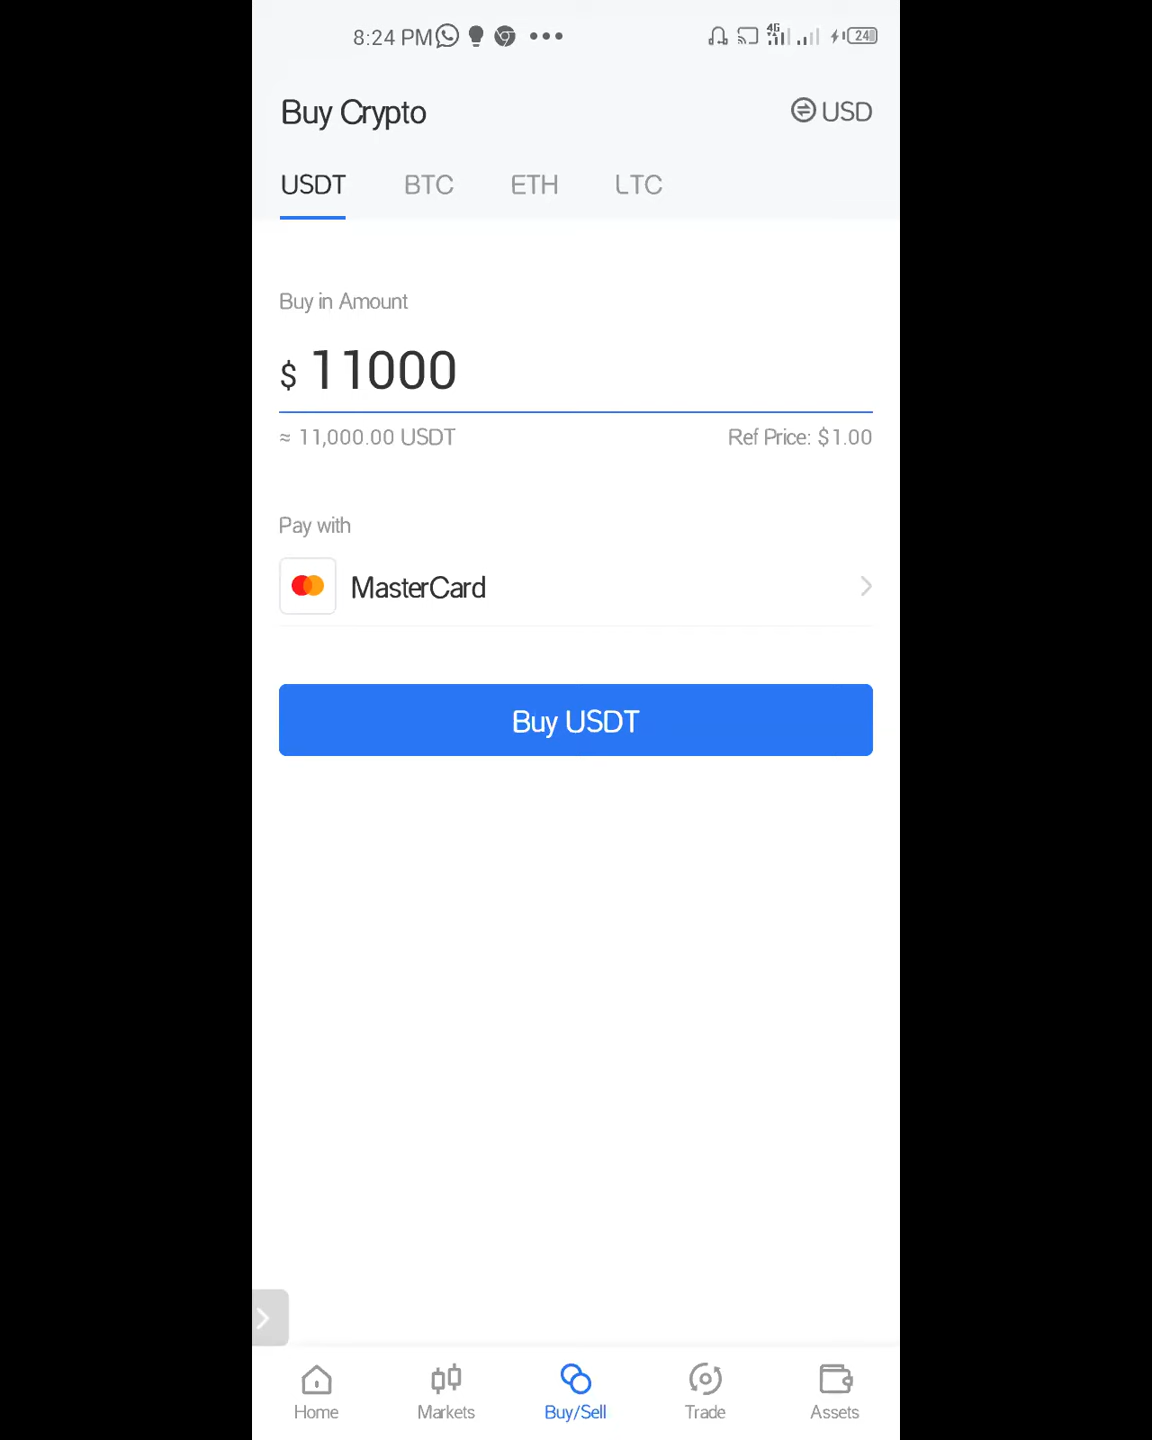 8:24 PM 4G 24
Buy Crypto USD
USDT BTC ETH LTC
Buy in Amount
$ 11000
≈ 11,000.00 USDT Ref Price: $1.00
Pay with
MasterCard
Buy USDT
Home Markets Buy/Sell Trade Assets